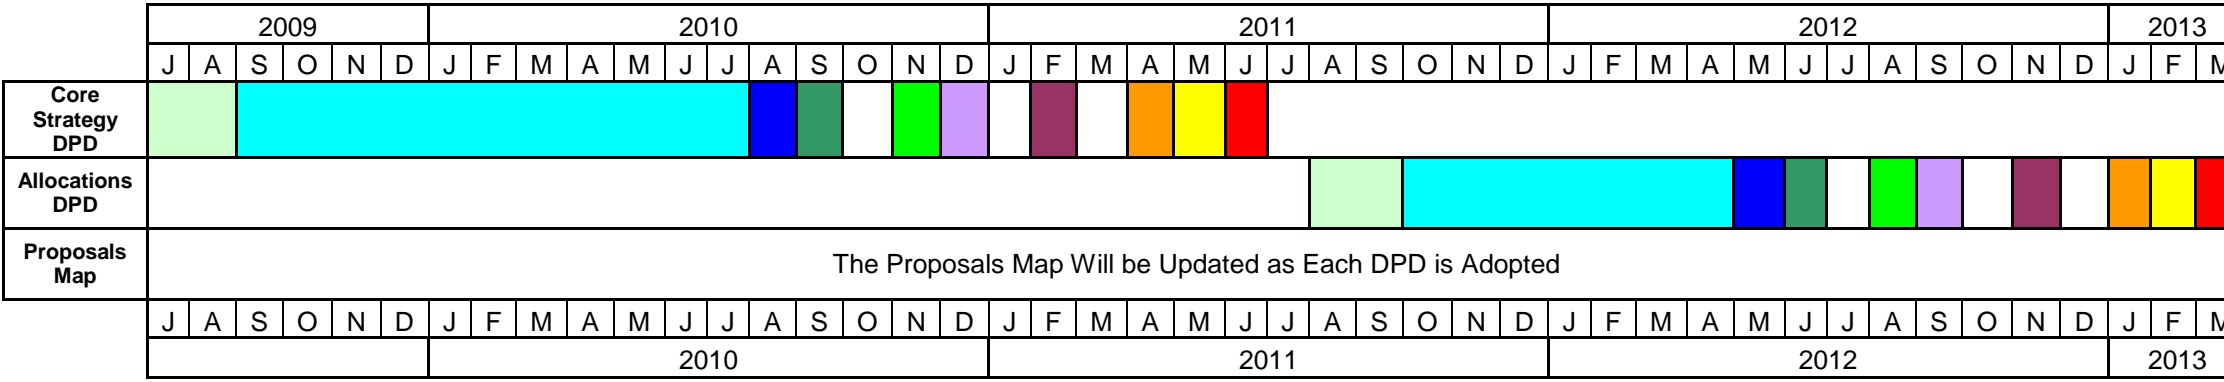 2009 2010 2011 2012 2013
J A S O N D J F M A M J J A S O N D J F M A M J J A S O N D J F M A M J J A S O N D J F M
Core
Strategy
DPD
Allocations
DPD
Proposals
Map
The Proposals Map Will be Updated as Each DPD is Adopted
J A S O N D J F M A M J J A S O N D J F M A M J J A S O N D J F M A M J J A S O N D J F M
2010 2011 2012 2013